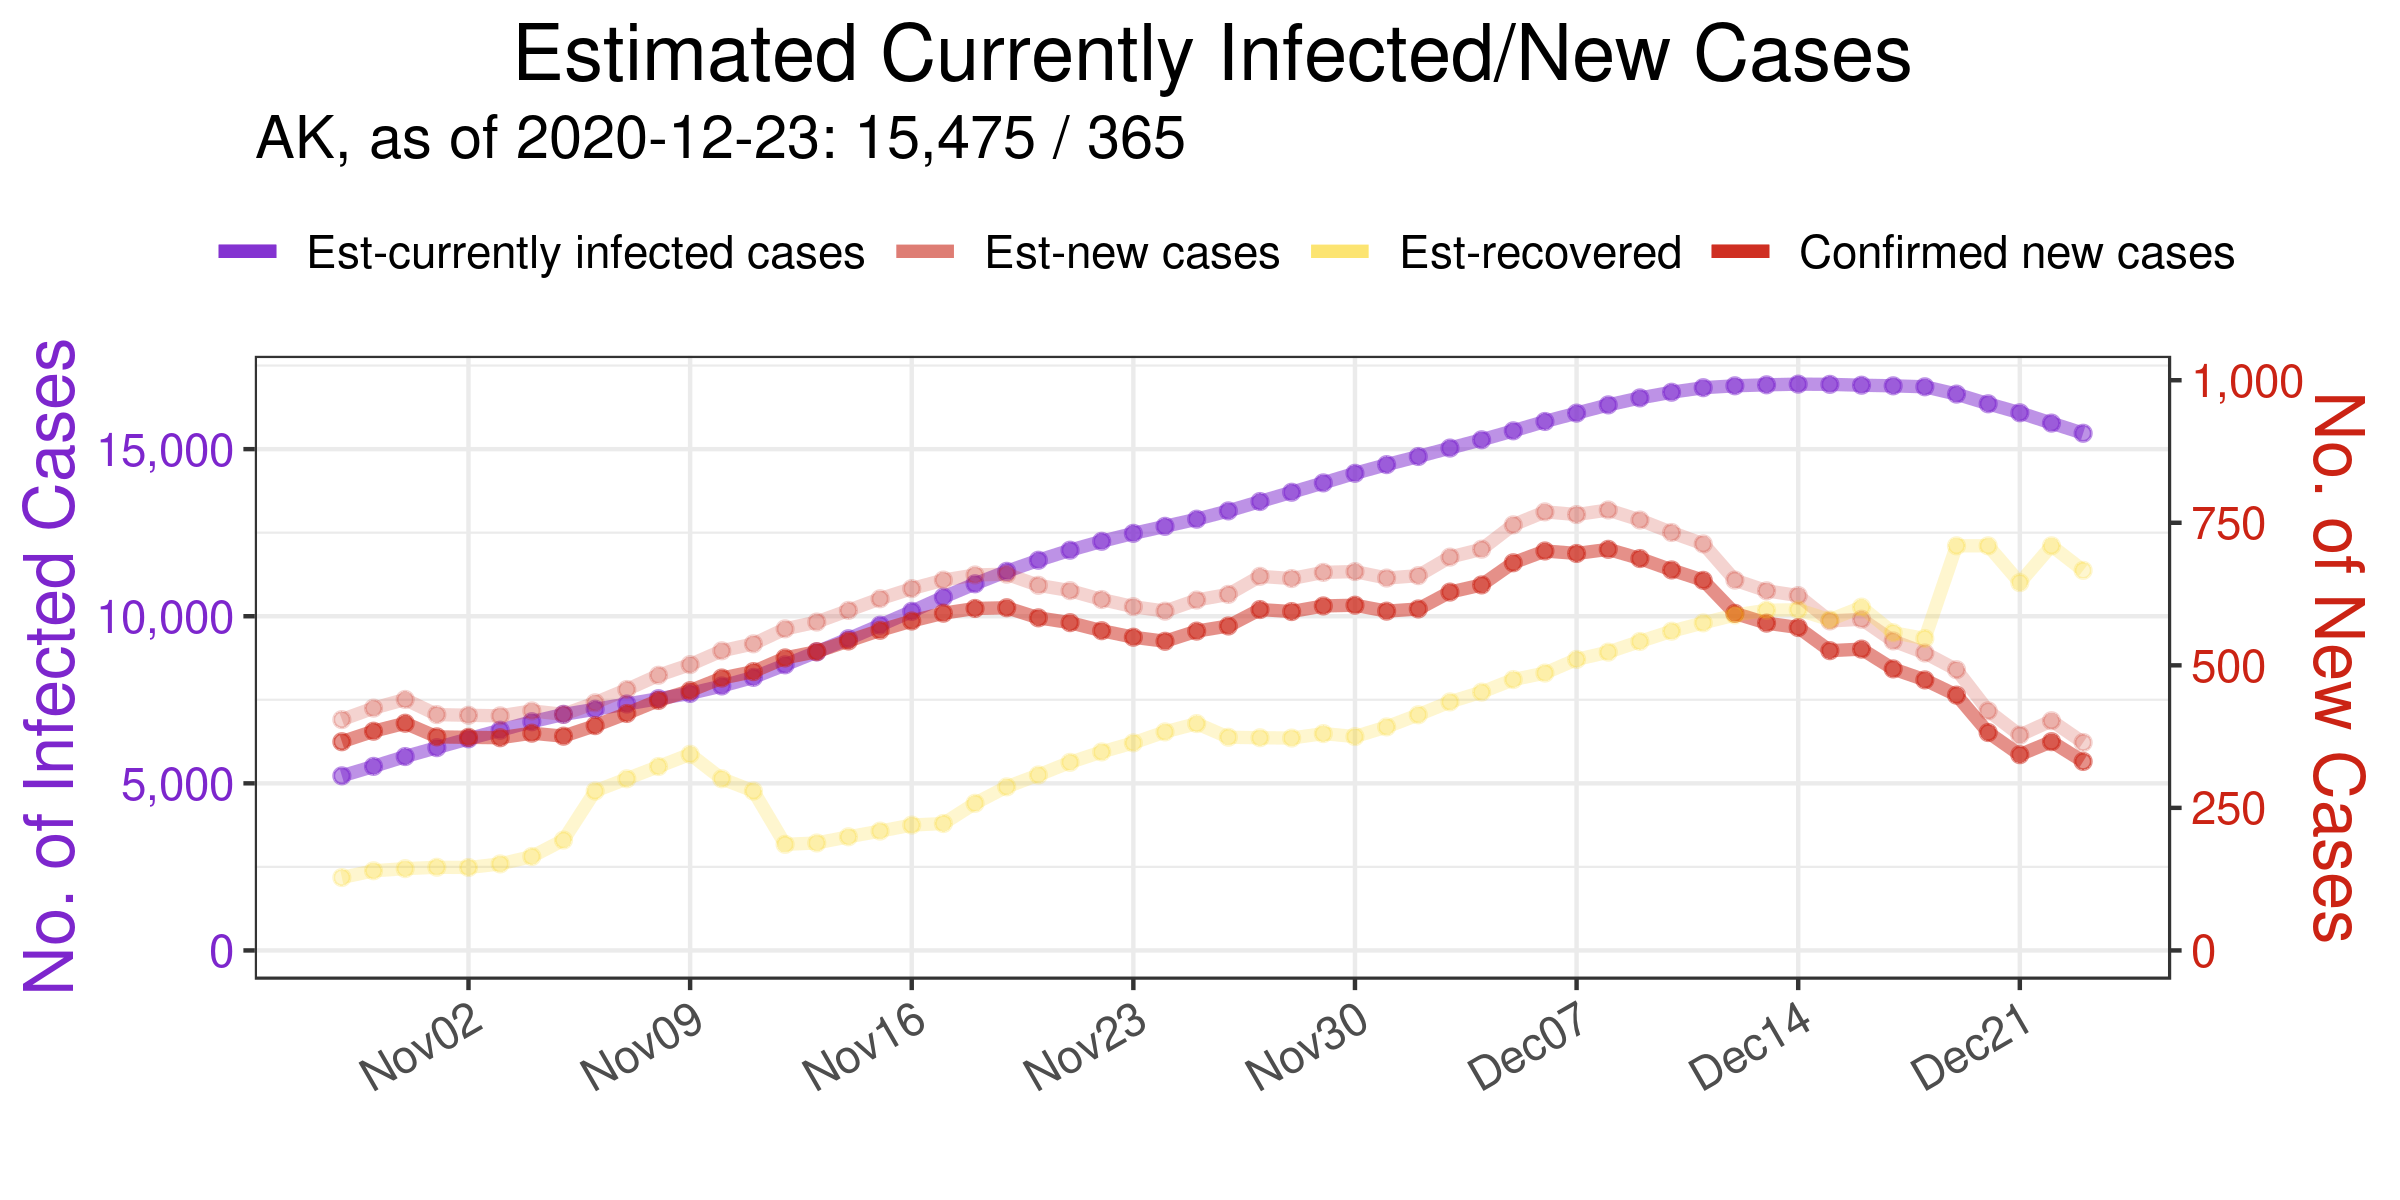 Estimated Currently Infected/New Cases
AK, as of 2020-12-23: 15,475 / 365
Est-currently infected cases Est-new cases Est-recovered Confirmed new cases
No. of Infected Cases
15,000
10,000
5,000
0
1,000
750
500
250
0
No. of New Cases
Nov02 Nov09 Nov16 Nov23 Nov30 Dec07 Dec14 Dec21